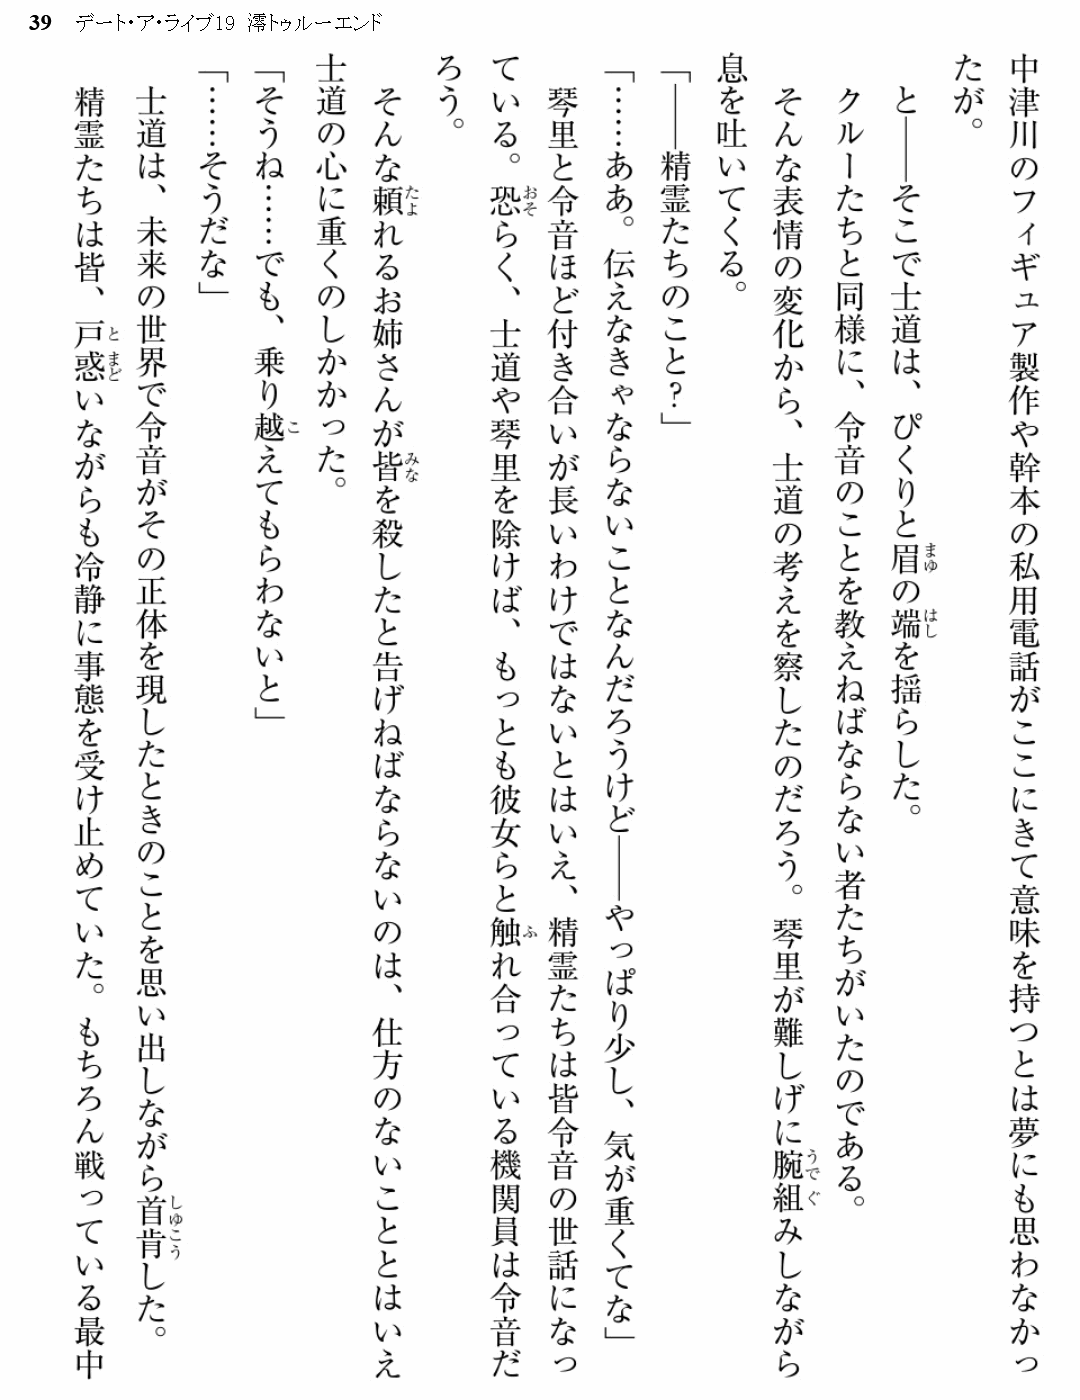 39 デート・ア・ライブ19 澪トゥルーエンド
中津川のフィギュア製作や幹本の私用電話がここにきて意味を持つとは夢にも思わなかっ
たが。
と――そこで士道は、ぴくりと眉の端を揺らした。
クルーたちと同様に、令音のことを教えねばならない者たちがいたのである。
そんな表情の変化から、士道の考えを察したのだろう。琴里が難しげに腕組みしながら
息を吐いてくる。
「――精霊たちのこと?」
「……ああ。伝えなきゃならないことなんだろうけど――やっぱり少し、気が重くてな」
琴里と令音ほど付き合いが長いわけではないとはいえ、精霊たちは皆令音の世話になっ
ている。恐らく、士道や琴里を除けば、もっとも彼女らと触れ合っている機関員は令音だ
ろう。
そんな頼れるお姉さんが皆を殺したと告げねばならないのは、仕方のないこととはいえ
士道の心に重くのしかかった。
「そうね……でも、乗り越えてもらわないと」
「……そうだな」
士道は、未来の世界で令音がその正体を現したときのことを思い出しながら首肯した。
精霊たちは皆、戸惑いながらも冷静に事態を受け止めていた。もちろん戦っている最中